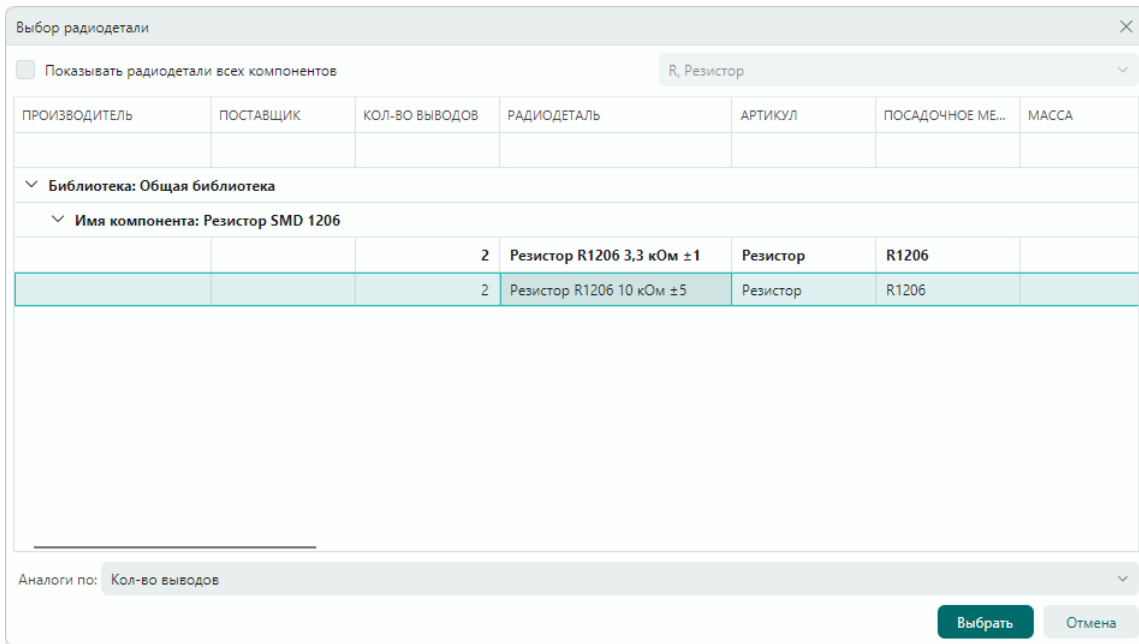 Выбор радиодетали
Показывать радиодетали всех компонентов R, Резистор
ПРОИЗВОДИТЕЛЬ ПОСТАВЩИК КОЛ-ВО ВЫВОДОВ РАДИОДЕТАЛЬ АРТИКУЛ ПОСАДОЧНОЕ МЕ... МАССА
Библиотека: Общая библиотека
Имя компонента: Резистор SMD 1206
2 Резистор R1206 3,3 кОм ±1 Резистор R1206
2 Резистор R1206 10 кОм ±5 Резистор R1206
Аналоги по: Кол-во выводов
Выбрать Отмена